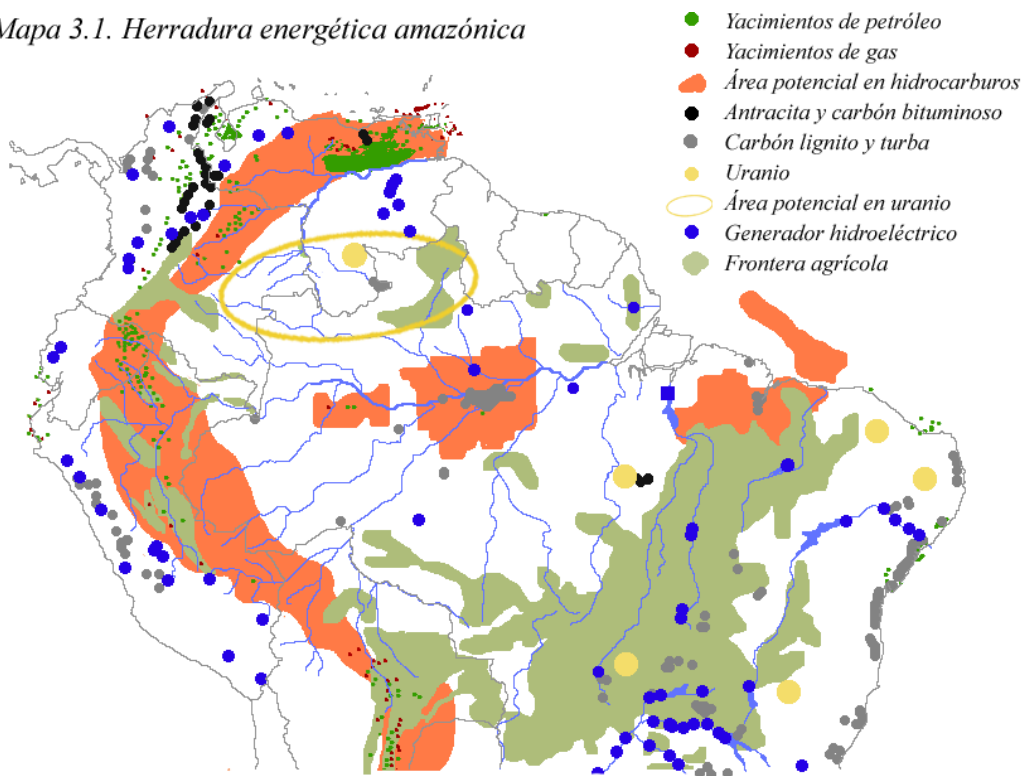 Mapa 3.1. Herradura energética amazónica
Yacimientos de petróleo
Yacimientos de gas
Área potencial en hidrocarburos
Antracita y carbón bituminoso
Carbón lignito y turba
Uranio
Área potencial en uranio
Generador hidroeléctrico
Frontera agrícola